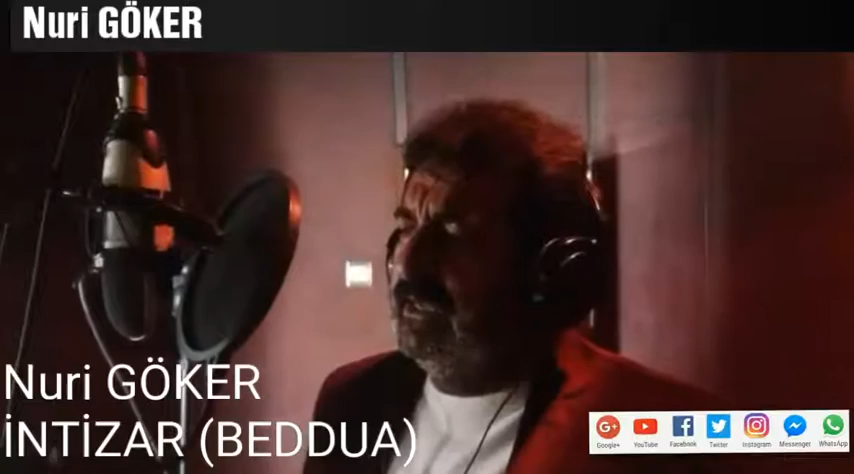 Nuri GÖKER
Nuri GÖKER
İNTİZAR (BEDDUA)
Google+ YouTube Facebook Twitter Instagram Messenger WhatsApp